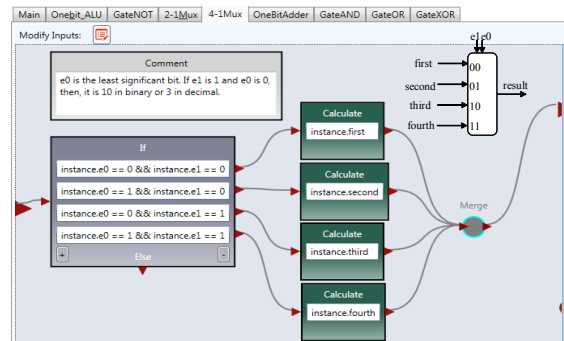 Main Onebit_ALU GateNOT 2-1Mux 4-1Mux OneBitAdder GateAND GateOR GateXOR
Modify Inputs:
Comment
e0 is the least significant bit. If e1 is 1 and e0 is 0,
then, it is 10 in binary or 3 in decimal.
e1e0
first 00
second 01 result
third 10
fourth 11
If
instance.e0 == 0 && instance.e1 == 0
instance.e0 == 1 && instance.e1 == 0
instance.e0 == 0 && instance.e1 == 1
instance.e0 == 1 && instance.e1 == 1
+ Else -
Calculate
instance.first
Calculate
instance.second
Calculate
instance.third
Calculate
instance.fourth
Merge